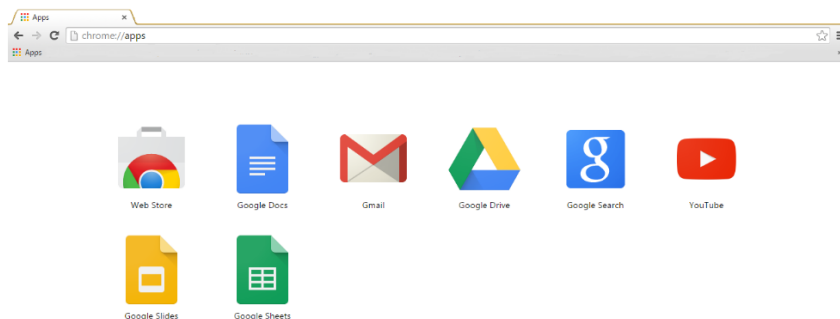 Apps
chrome://apps
Apps
Web Store
Google Docs
Gmail
Google Drive
Google Search
YouTube
Google Slides
Google Sheets